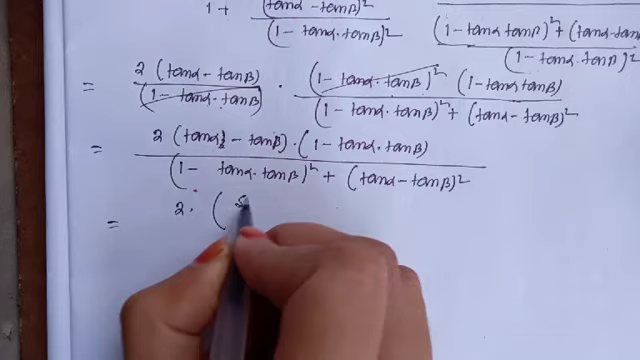 1 + (tanα - tanβ)² / (1 - tanα·tanβ)² (1 - tanα tanβ)² + (tanα - tan / (1 - tanα·tanβ)²
= 2 (tanα - tanβ) / (1 - tanα·tanβ) · (1 - tanα·tanβ)² (1 - tanα tanβ) / (1 - tanα·tanβ)² + (tanα - tanβ)²
= 2 (tanα - tanβ) · (1 - tanα·tanβ) / (1 - tanα·tanβ)² + (tanα - tanβ)²
= 2. (